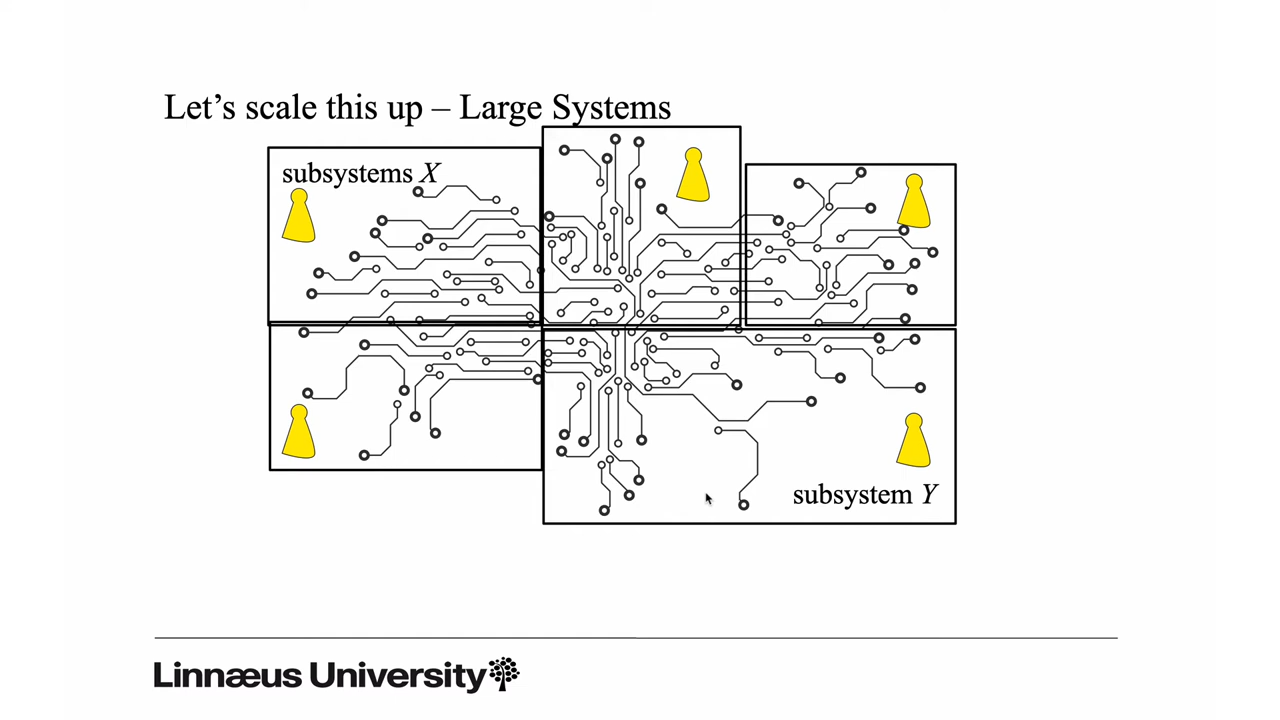 Let’s scale this up – Large Systems
subsystems X
subsystem Y
Linnæus University